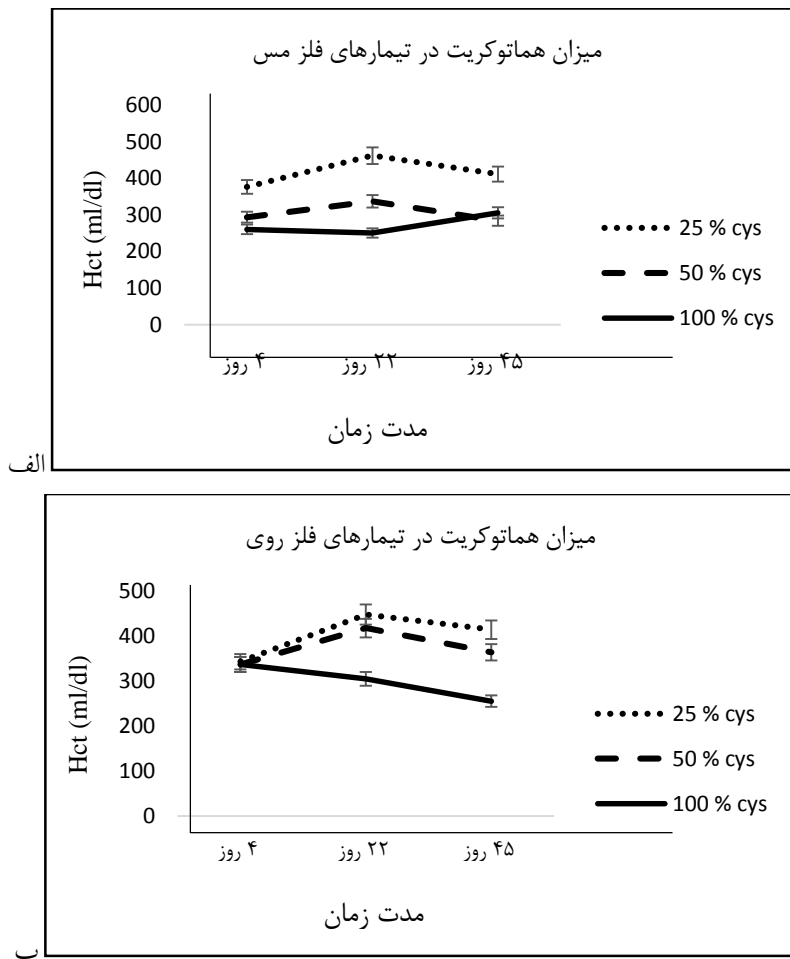 میزان هماتوکریت در تیمارهای فلز مس
600
500
400
300
200
100
0
Hct (ml/dl)
25 % cys
50 % cys
100 % cys
۴ روز
۲۲ روز
۴۵ روز
مدت زمان
الف
میزان هماتوکریت در تیمارهای فلز روی
500
400
300
200
100
0
Hct (ml/dl)
25 % cys
50 % cys
100 % cys
۴ روز
۲۲ روز
۴۵ روز
مدت زمان
ب